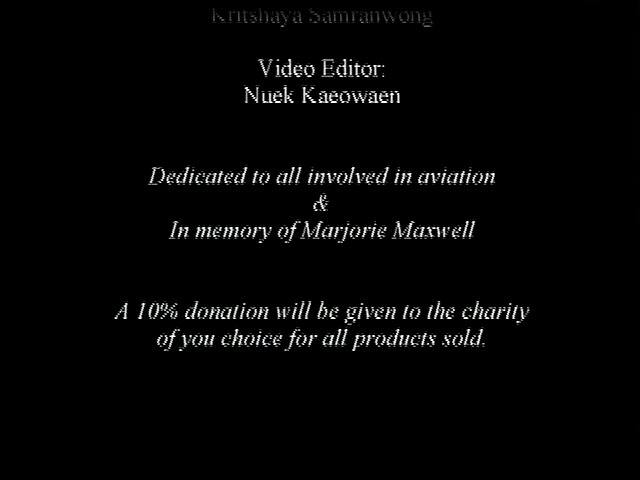 Kritshaya Samranwong
Video Editor:
Nuek Kaeowaen
Dedicated to all involved in aviation
&
In memory of Marjorie Maxwell
A 10% donation will be given to the charity
of you choice for all products sold.